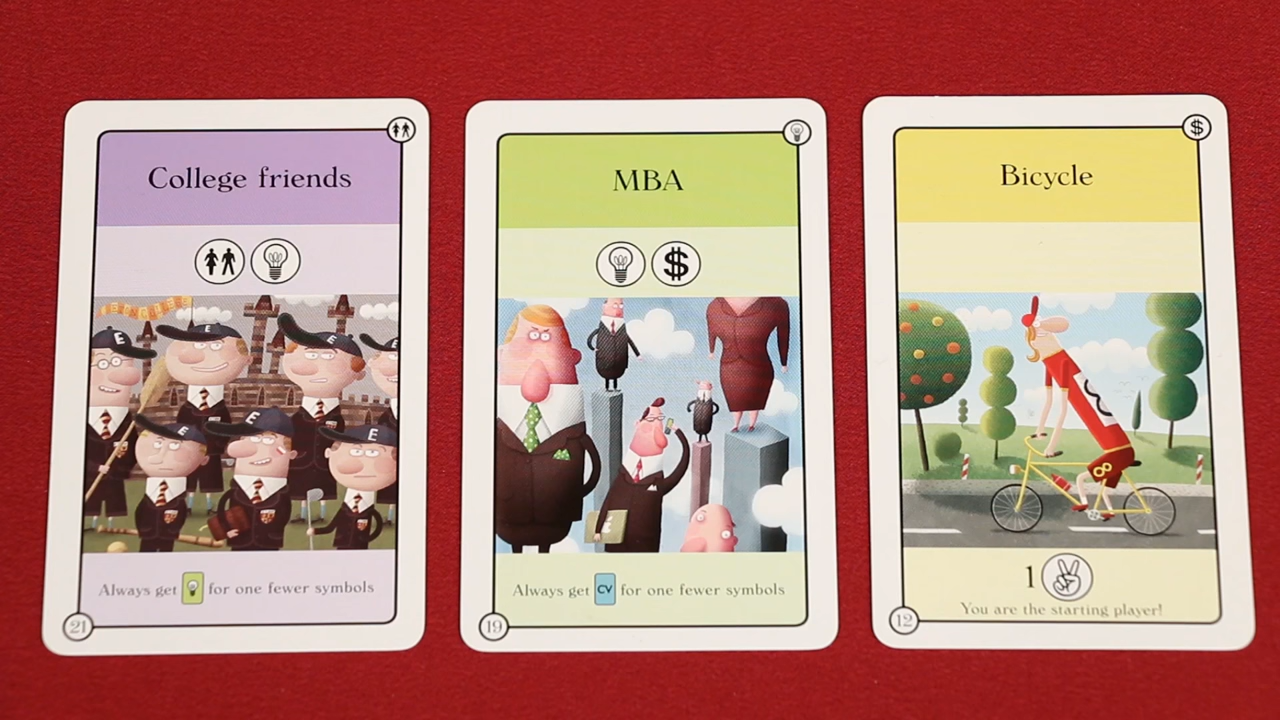 College friends
Always get for one fewer symbols
21
MBA
$
Always get CV for one fewer symbols
19
$
Bicycle
8
1
You are the starting player!
12
E
E
E
E
E
E